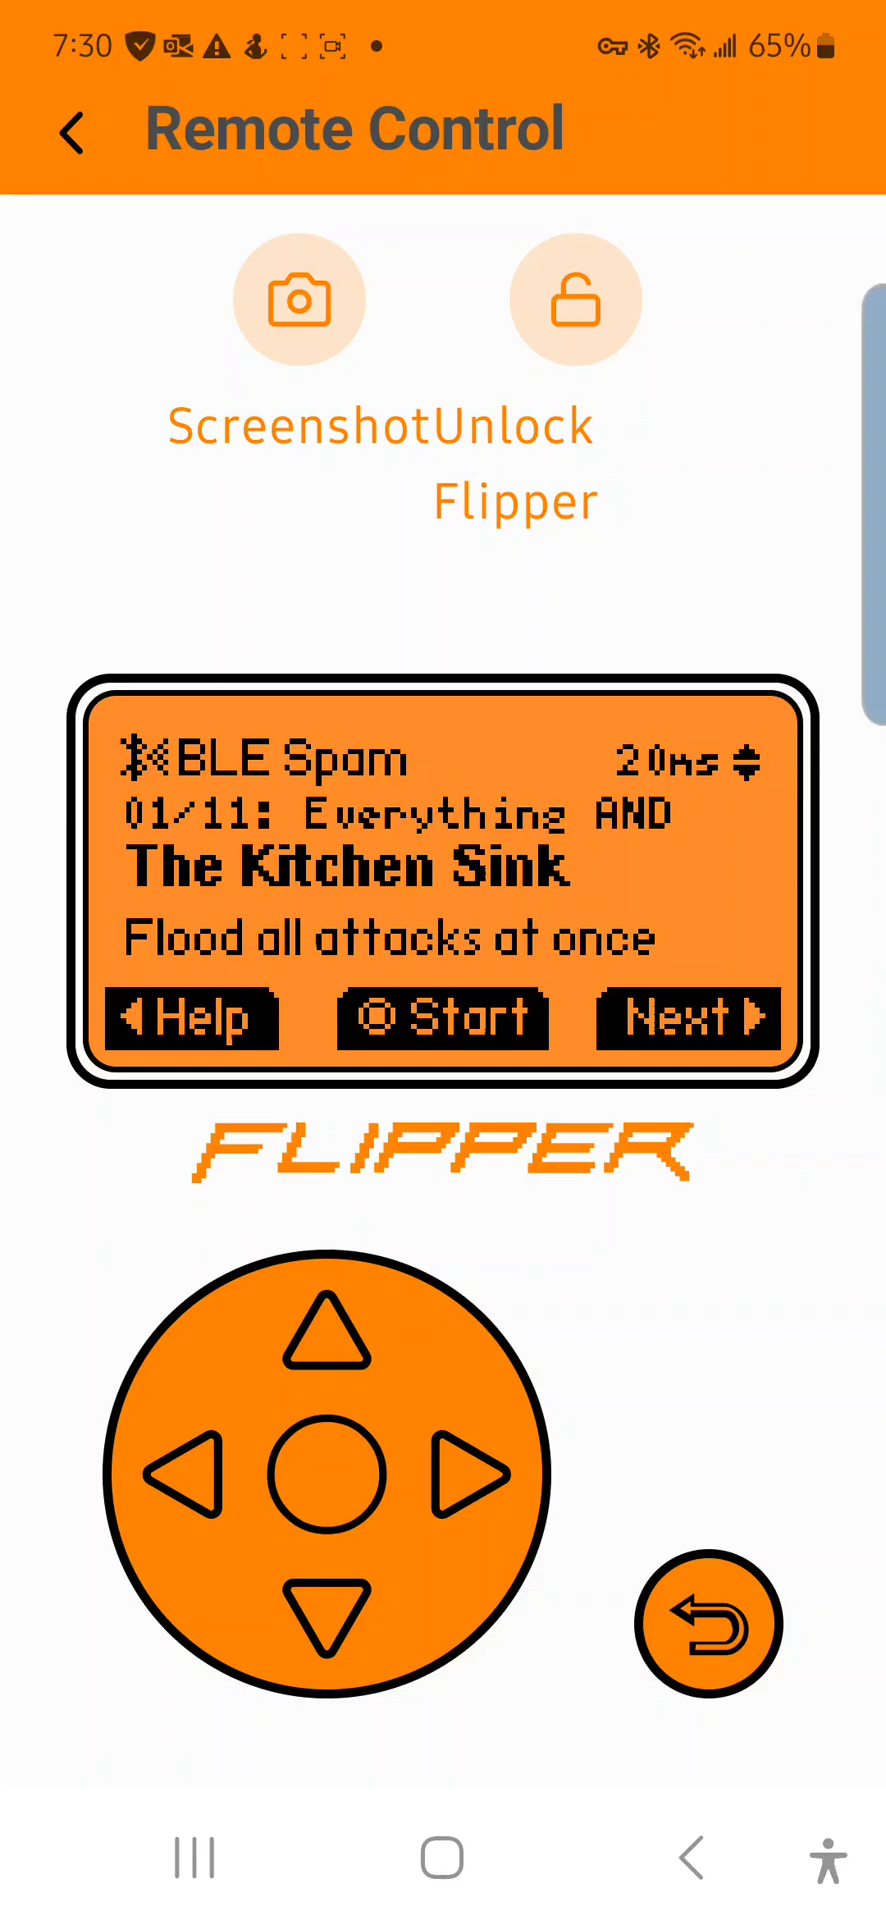 7:30 65%
Remote Control
Screenshot Unlock
Flipper
BLE Spam 20ms
01/11: Everything AND
The Kitchen Sink
Flood all attacks at once
Help Start Next
FLIPPER